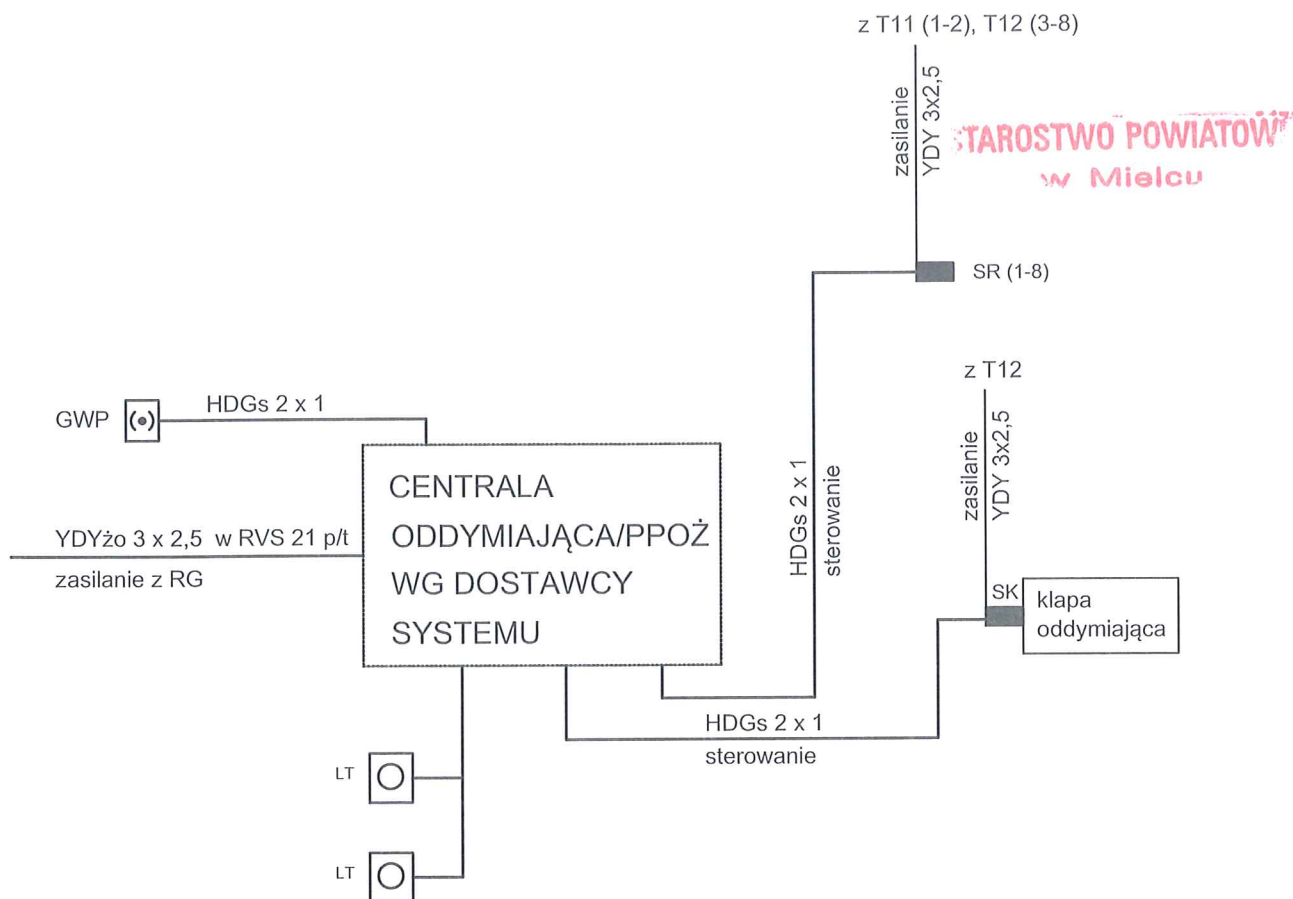 z T11 (1-2), T12 (3-8)
zasilanie
YDY 3x2,5
STAROSTWO POWIATOW
w Mielcu
SR (1-8)
z T12
zasilanie
YDY 3x2,5
GWP
HDGs 2 x 1
CENTRALA
ODDYMIAJĄCA/PPOŻ
WG DOSTAWCY
SYSTEMU
YDYżo 3 x 2,5 w RVS 21 p/t
zasilanie z RG
HDGs 2 x 1
sterowanie
SK
klapa
oddymiająca
HDGs 2 x 1
sterowanie
LT
LT